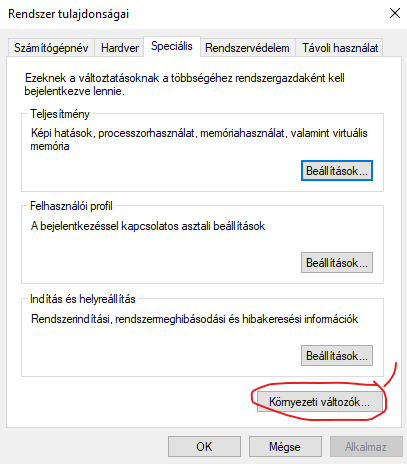 Rendszer tulajdonságai
Számítógépnév Hardver Speciális Rendszervédelem Távoli használat
Ezeknek a változtatásoknak a többségéhez rendszergazdaként kell
bejelentkezve lennie.
Teljesítmény
Képi hatások, processzorhasználat, memóriahasználat, valamint virtuális
memória
Beállítások...
Felhasználói profil
A bejelentkezéssel kapcsolatos asztali beállítások
Beállítások...
Indítás és helyreállítás
Rendszerindítási, rendszermeghibásodási és hibakeresési információk
Beállítások...
Környezeti változók...
OK Mégse Alkalmaz